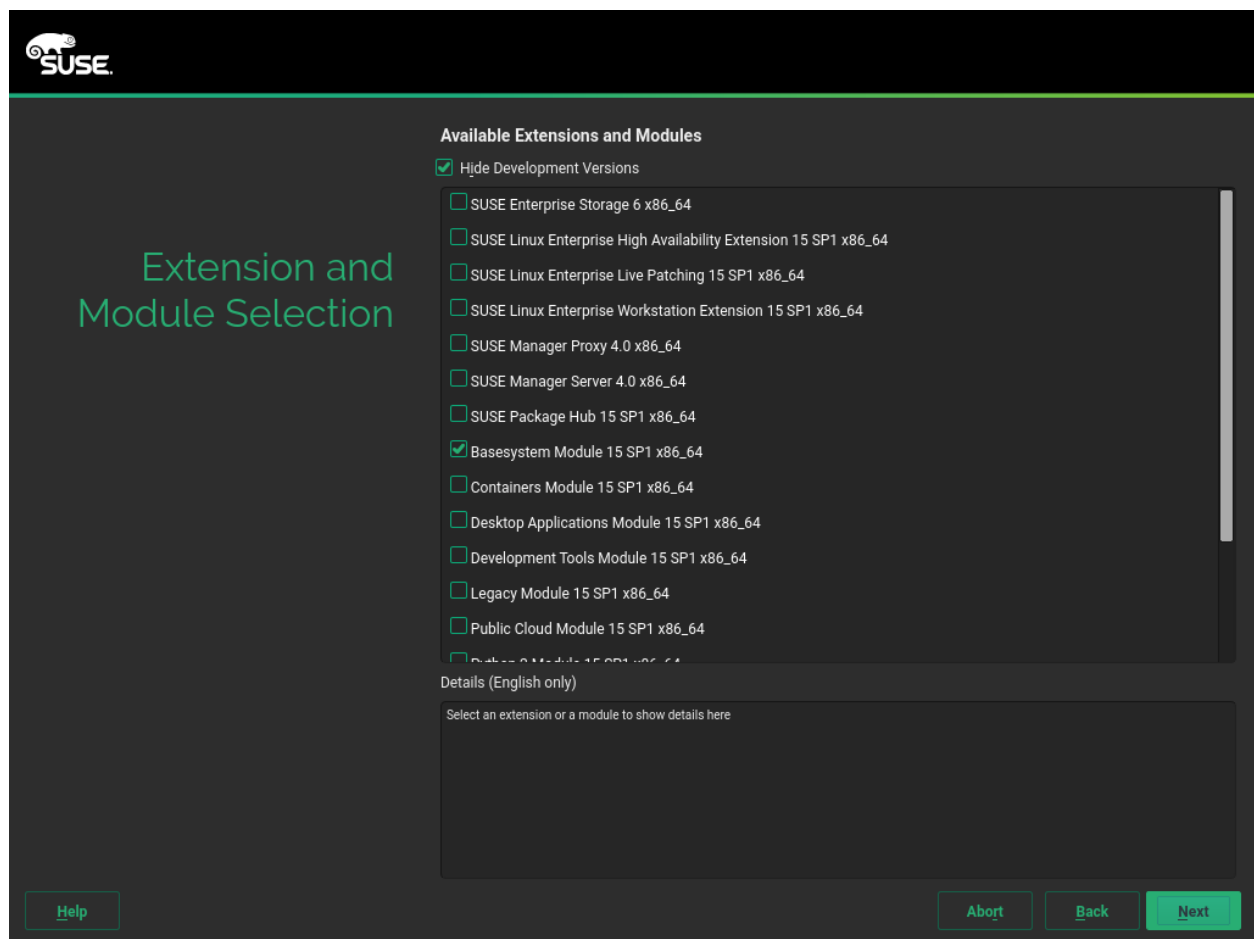 SUSE.
Available Extensions and Modules
Hide Development Versions
SUSE Enterprise Storage 6 x86_64
SUSE Linux Enterprise High Availability Extension 15 SP1 x86_64
Extension and
Module Selection
SUSE Linux Enterprise Live Patching 15 SP1 x86_64
SUSE Linux Enterprise Workstation Extension 15 SP1 x86_64
SUSE Manager Proxy 4.0 x86_64
SUSE Manager Server 4.0 x86_64
SUSE Package Hub 15 SP1 x86_64
Basesystem Module 15 SP1 x86_64
Containers Module 15 SP1 x86_64
Desktop Applications Module 15 SP1 x86_64
Development Tools Module 15 SP1 x86_64
Legacy Module 15 SP1 x86_64
Public Cloud Module 15 SP1 x86_64
Module 15 SP1
Details (English only)
Select an extension or a module to show details here
Help
Abort
Back
Next